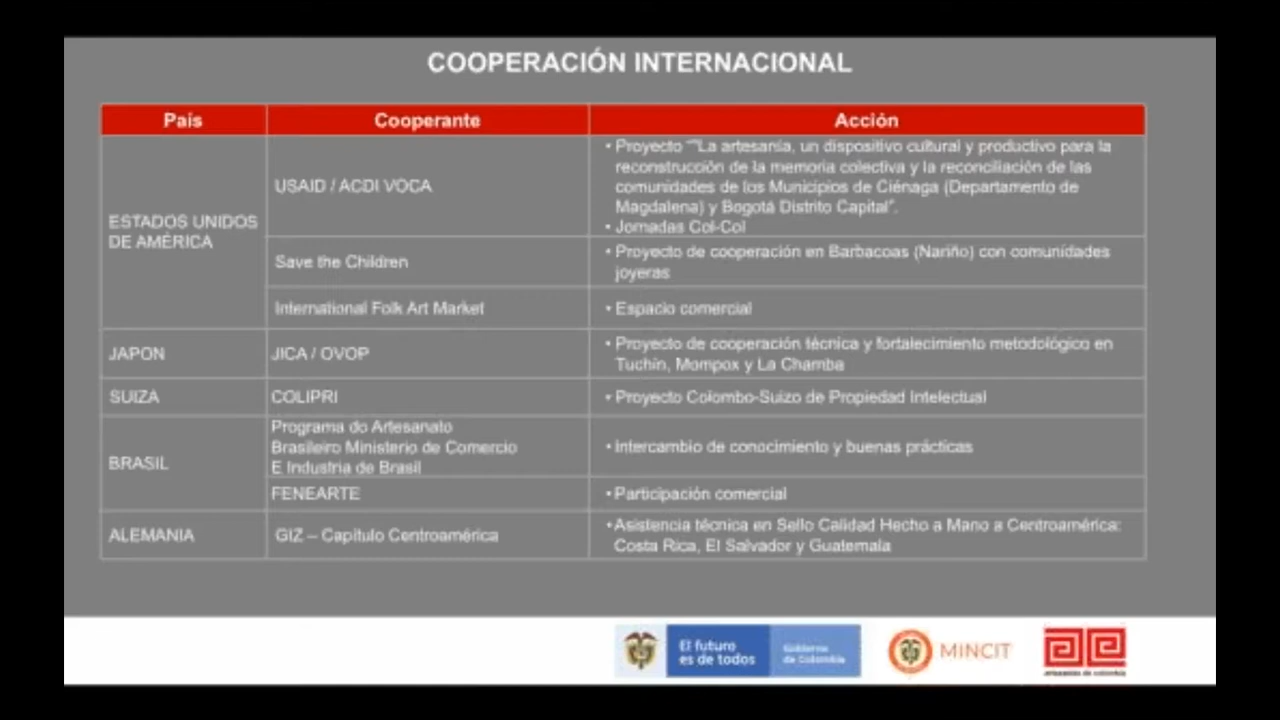 COOPERACIÓN INTERNACIONAL
País
Cooperante
Acción
ESTADOS UNIDOS
DE AMÉRICA
USAID / ACDI VOCA
• Proyecto "“La artesanía, un dispositivo cultural y productivo para la
reconstrucción de la memoria colectiva y la reconciliación de las
comunidades de los Municipios de Ciénaga (Departamento de
Magdalena) y Bogotá Distrito Capital”.
• Jornadas Col-Col
Save the Children
• Proyecto de cooperación en Barbacoas (Nariño) con comunidades
joyeras
International Folk Art Market
• Espacio comercial
JAPON
JICA / OVOP
• Proyecto de cooperación técnica y fortalecimiento metodológico en
Tuchín, Mompox y La Chamba
SUIZA
COLIPRI
• Proyecto Colombo-Suizo de Propiedad Intelectual
BRASIL
Programa do Artesanato
Brasileiro Ministerio de Comercio
E Industria de Brasil
• Intercambio de conocimiento y buenas prácticas
FENEARTE
• Participación comercial
ALEMANIA
GIZ – Capítulo Centroamérica
• Asistencia técnica en Sello Calidad Hecho a Mano a Centroamérica:
Costa Rica, El Salvador y Guatemala
El futuro
es de todos
Gobierno
de Colombia
MINCIT
artesanías de colombia